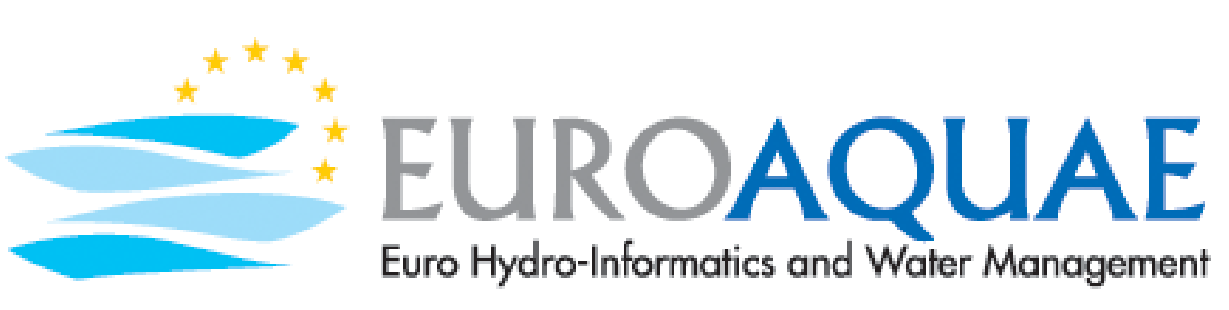 EUROAQUAE
Euro Hydro-Informatics and Water Management